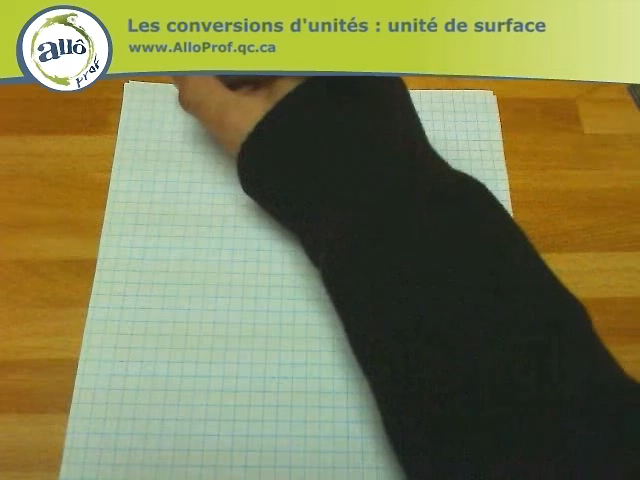 Les conversions d'unités : unité de surface
www.AlloProf.qc.ca
allô
prof